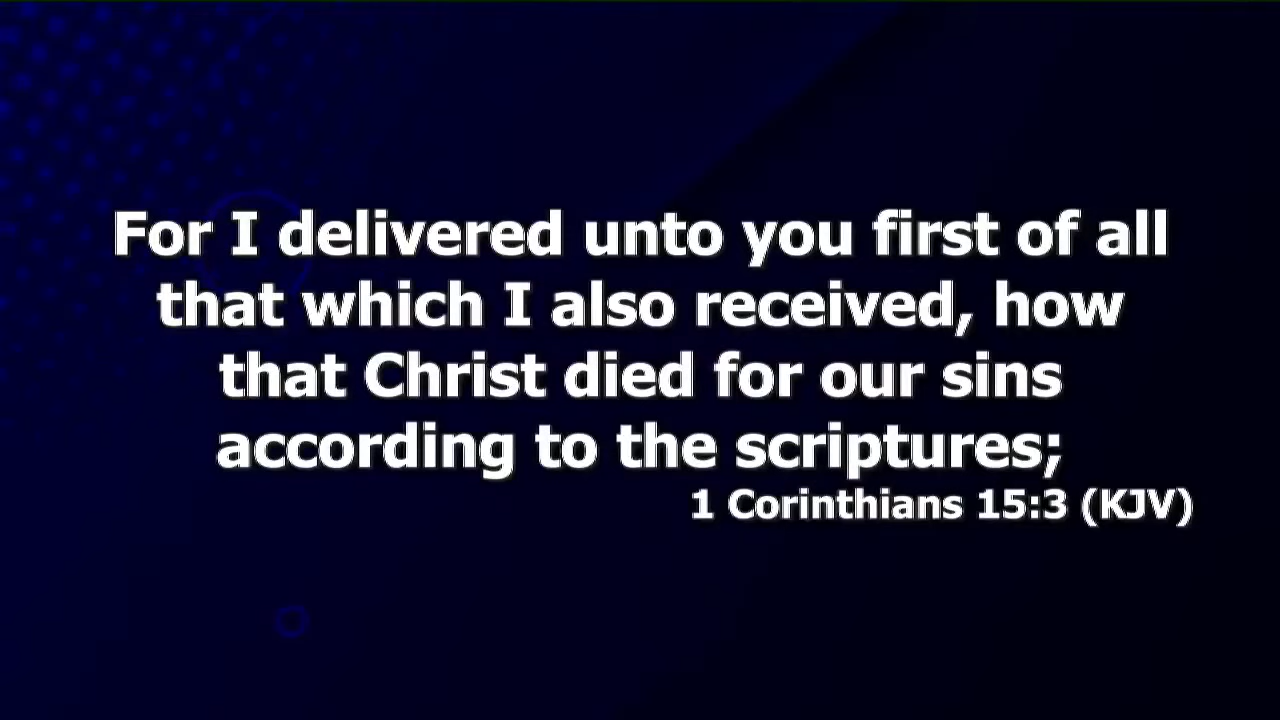 For I delivered unto you first of all
that which I also received, how
that Christ died for our sins
according to the scriptures;
1 Corinthians 15:3 (KJV)